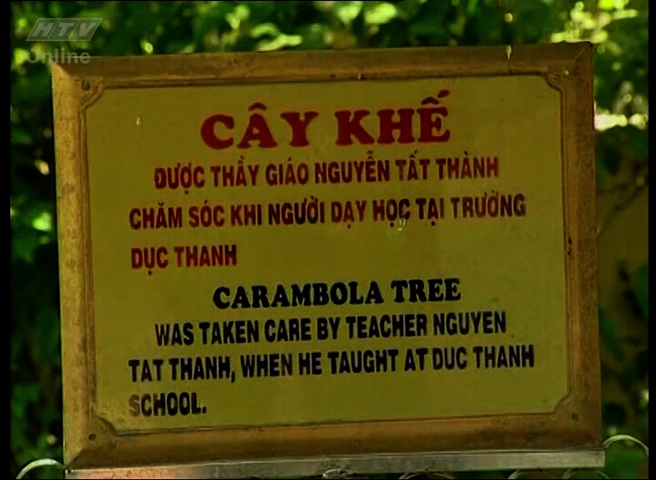 HTV
Online
CÂY KHẾ
ĐƯỢC THẦY GIÁO NGUYỄN TẤT THÀNH
CHĂM SÓC KHI NGƯỜI DẠY HỌC TẠI TRƯỜNG
DỤC THANH
CARAMBOLA TREE
WAS TAKEN CARE BY TEACHER NGUYEN
TAT THANH, WHEN HE TAUGHT AT DUC THANH
SCHOOL.